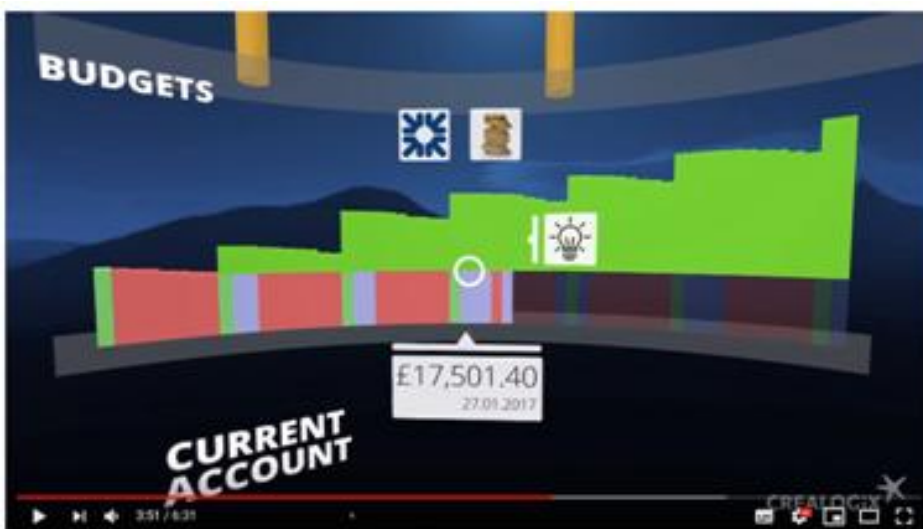 BUDGETS
£17,501.40
27.01.2017
CURRENT
ACCOUNT
CREALOGIX
3:51 / 6:31